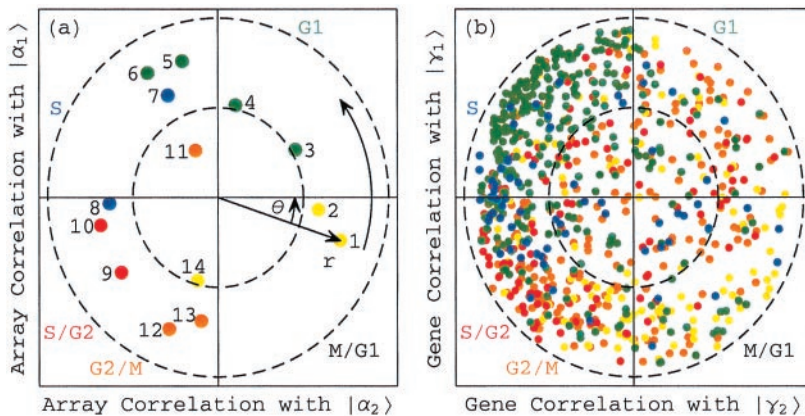 (a)
G1
S
5
6
7
4
11
3
θ
2
1
r
8
10
9
14
13
12
S/G2
G2/M
M/G1
Array Correlation with |α₁⟩
Array Correlation with |α₂⟩
(b)
G1
S
S/G2
G2/M
M/G1
Gene Correlation with |γ₁⟩
Gene Correlation with |γ₂⟩